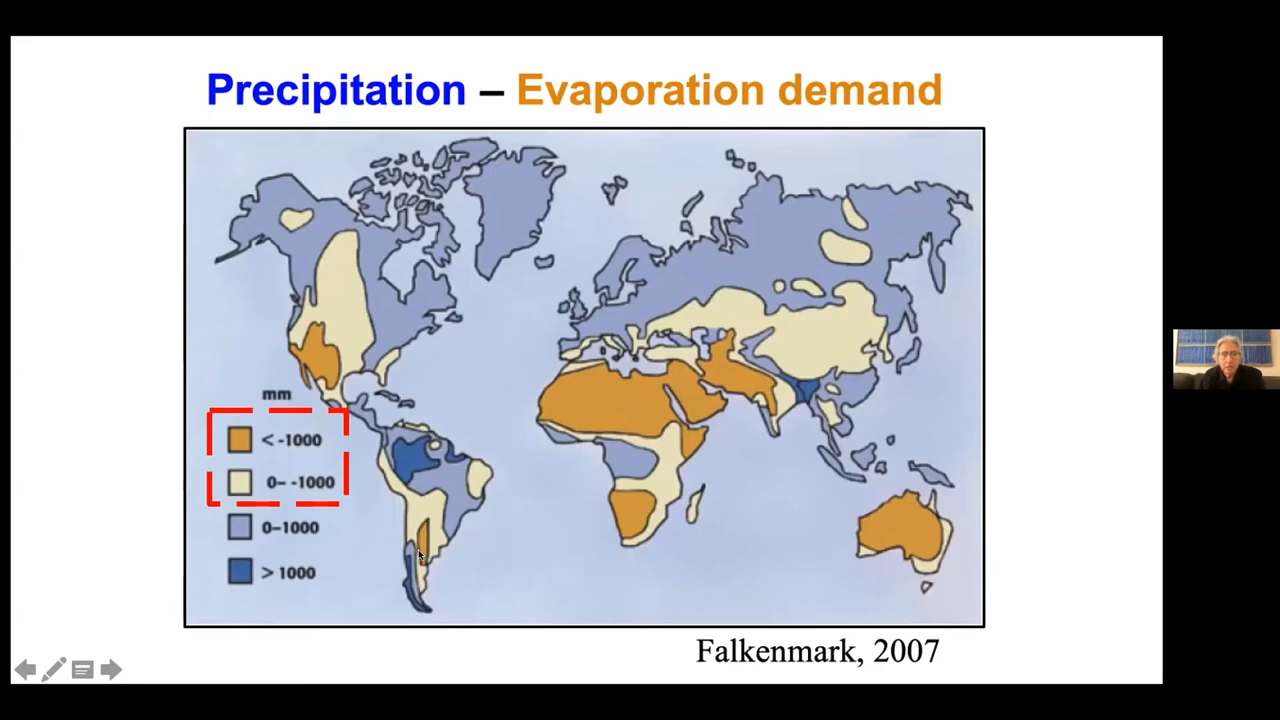 Precipitation – Evaporation demand
mm
< -1000
0– -1000
0–1000
> 1000
Falkenmark, 2007